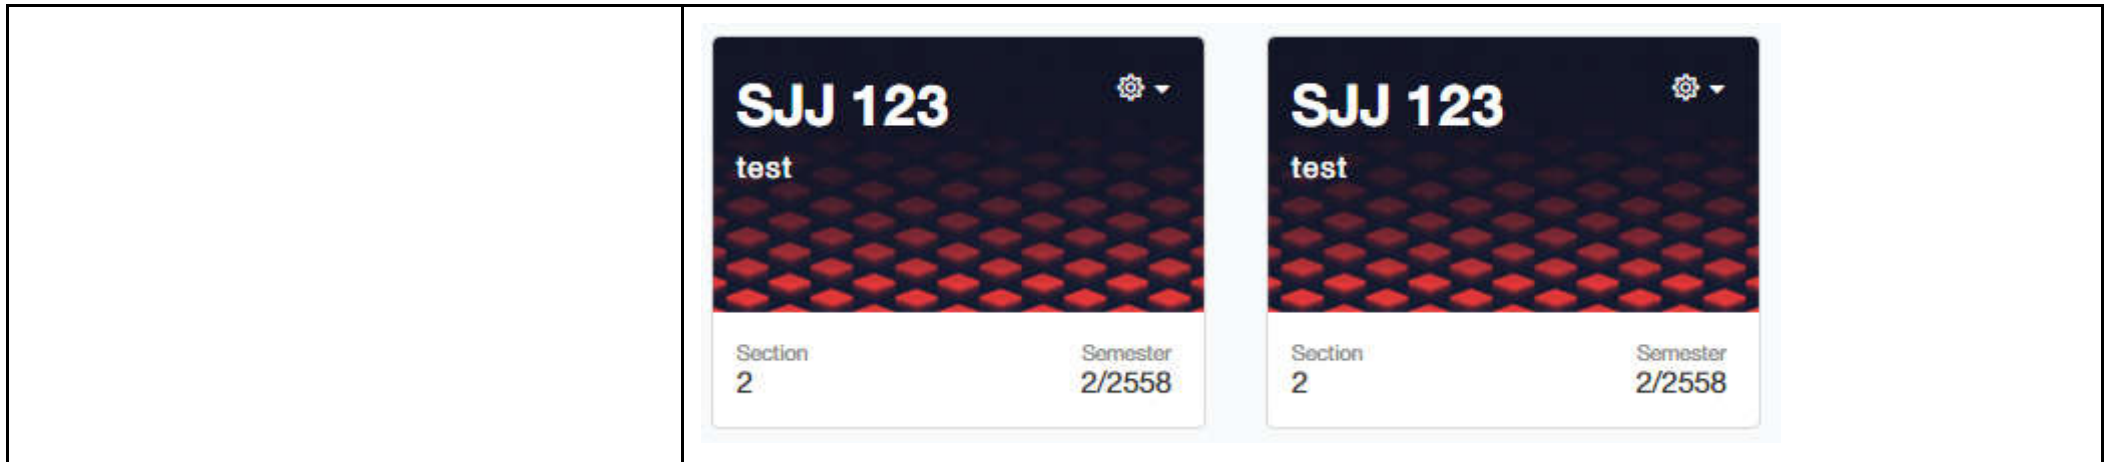 SJJ 123
test
Section
2
Semester
2/2558
SJJ 123
test
Section
2
Semester
2/2558